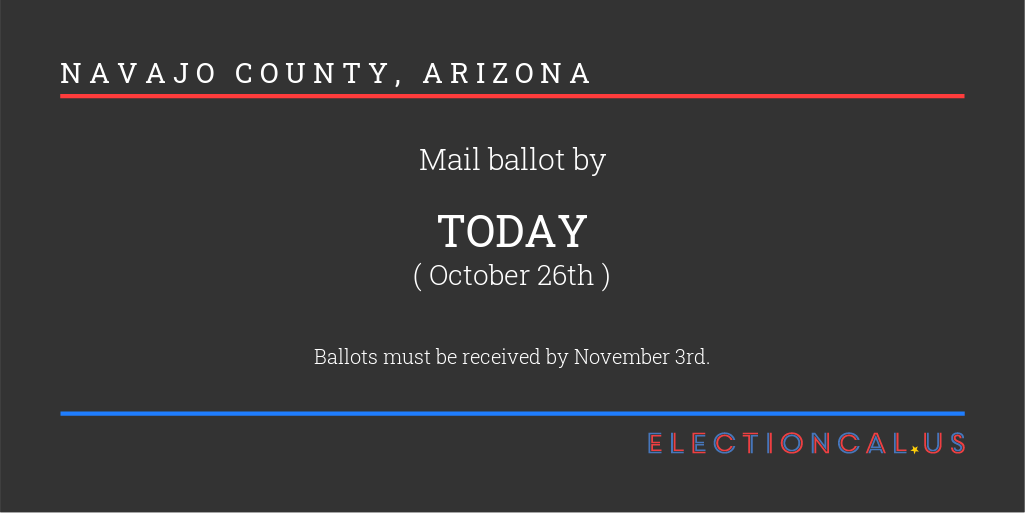 NAVAJO COUNTY, ARIZONA
Mail ballot by
TODAY
( October 26th )
Ballots must be received by November 3rd.
ELECTIONCAL.US